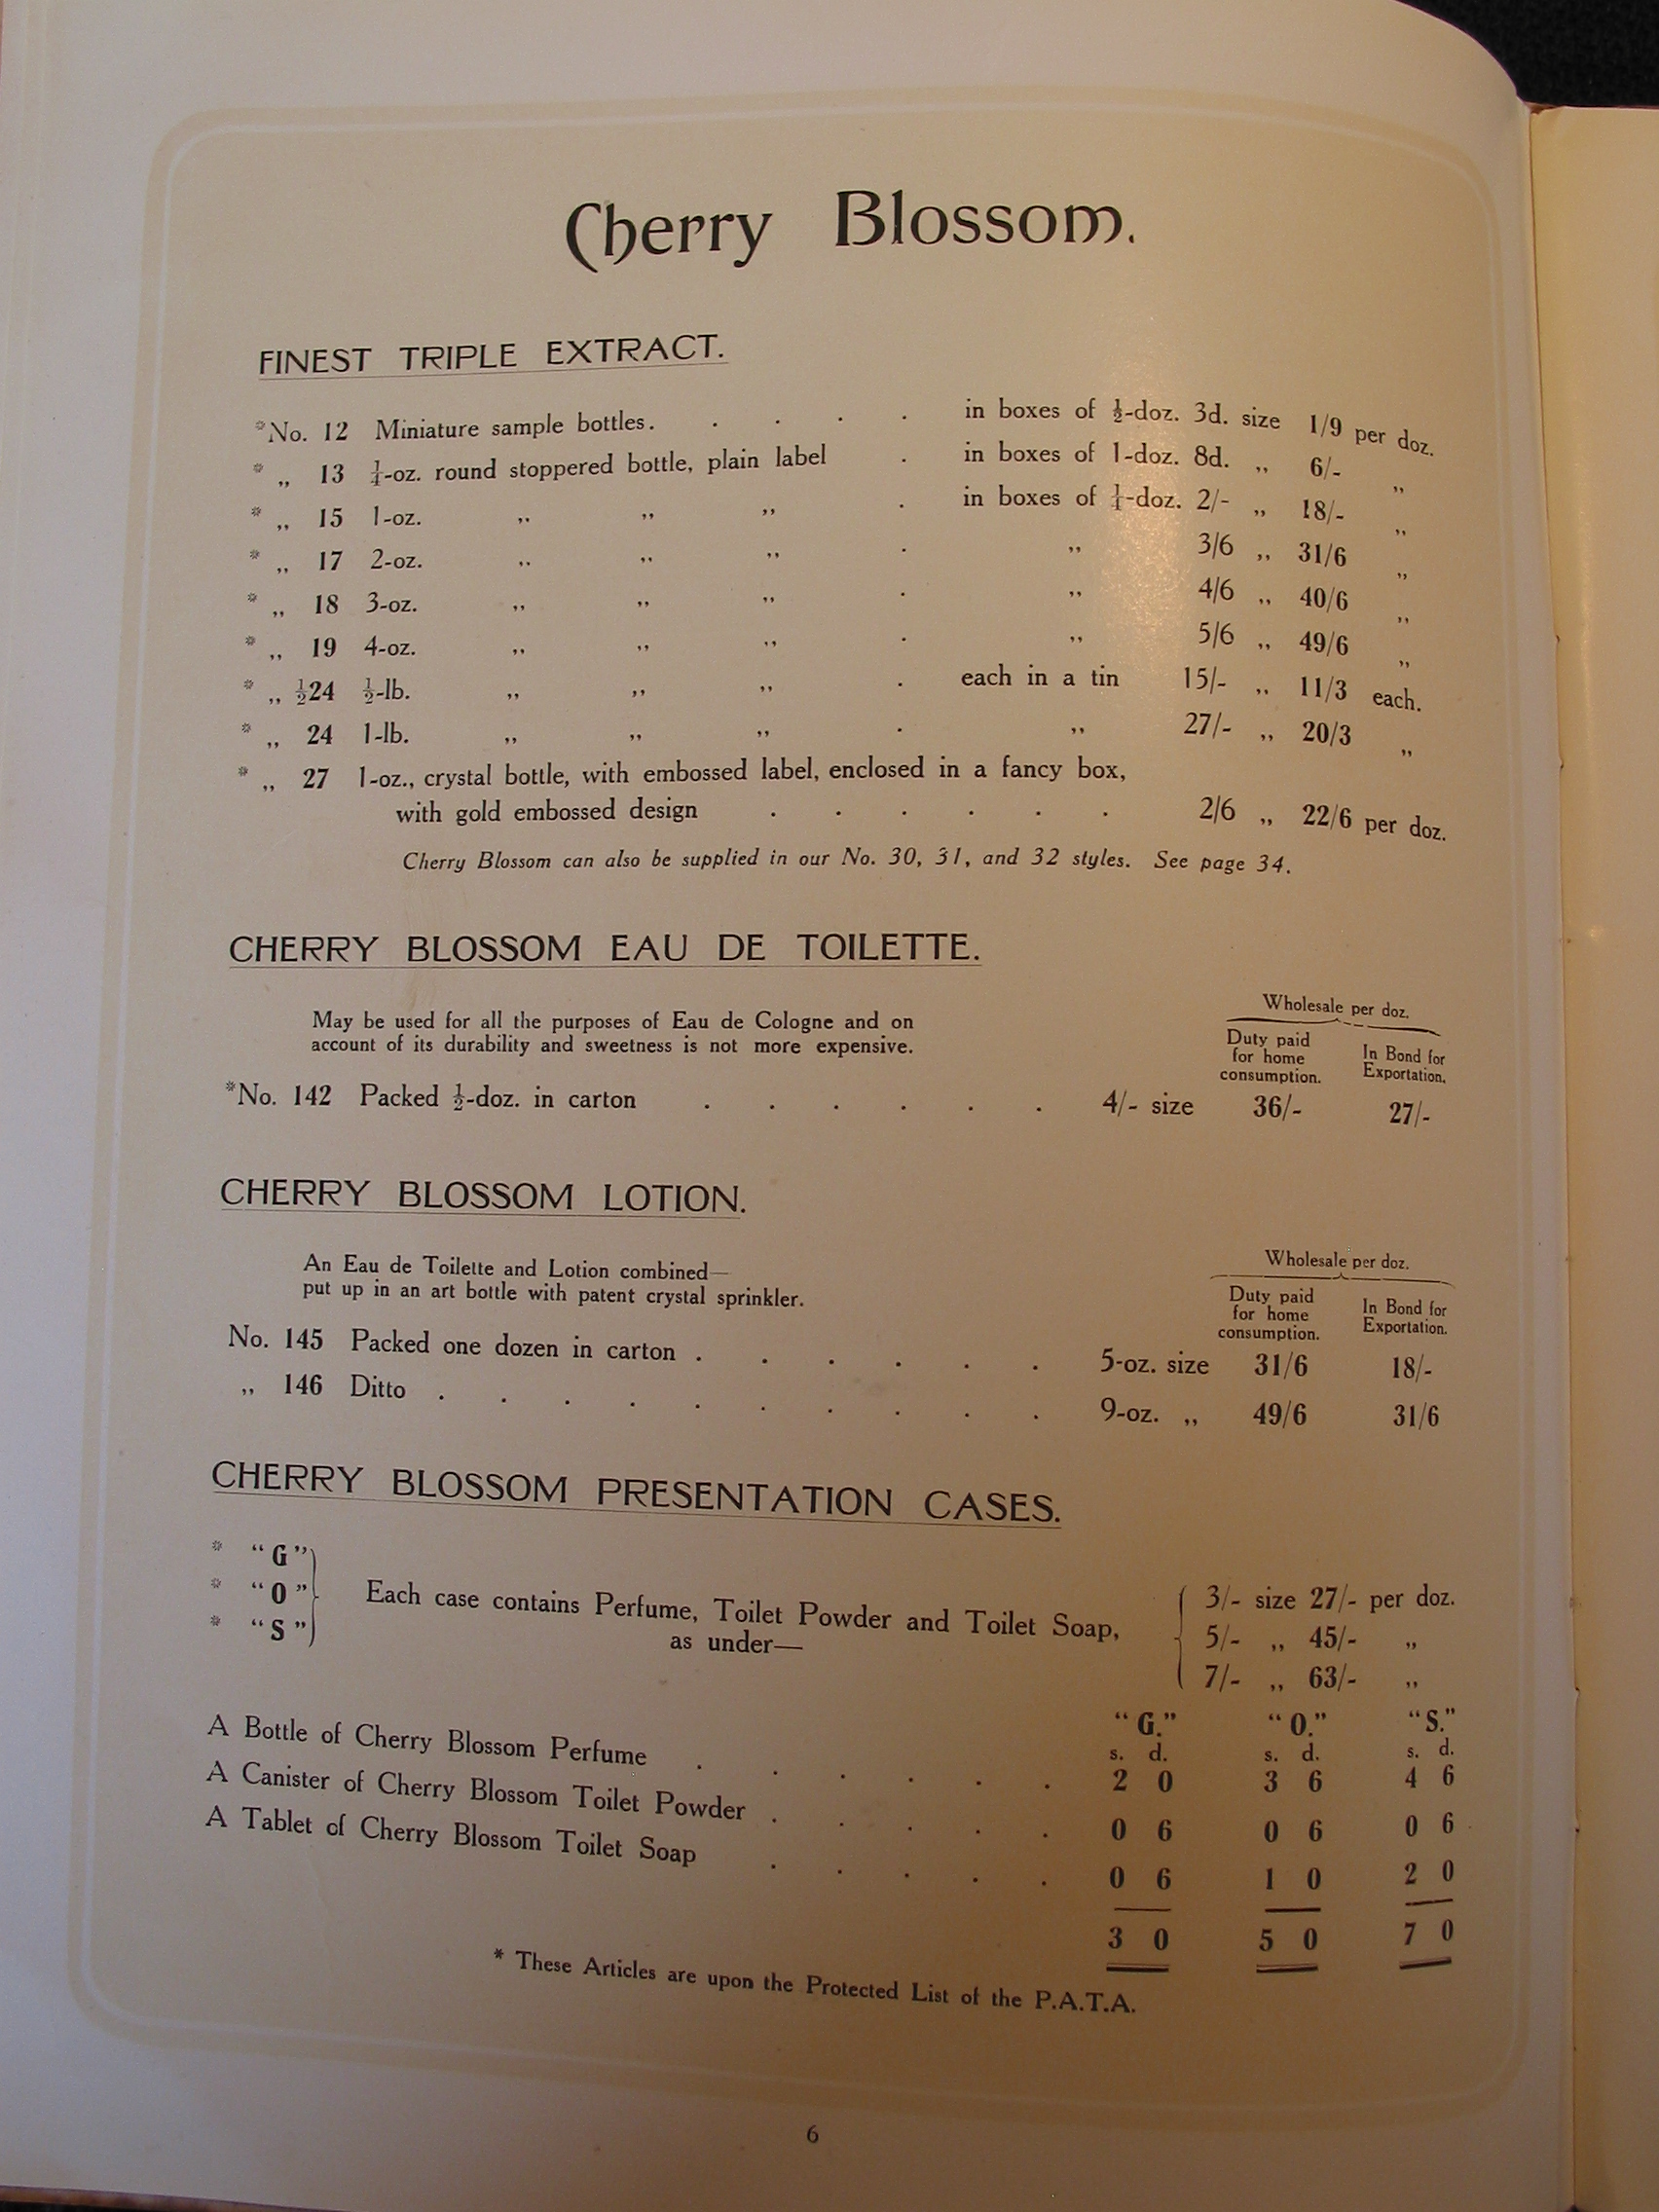 Cherry Blossom.
FINEST TRIPLE EXTRACT.
*No. 12 Miniature sample bottles. . . . . in boxes of ½-doz. 3d. size 1/9 per doz.
* ,, 13 ¼-oz. round stoppered bottle, plain label . in boxes of 1-doz. 8d. ,, 6/- ,,
* ,, 15 1-oz. ,, ,, ,, . in boxes of ¼-doz. 2/- ,, 18/- ,,
* ,, 17 2-oz. ,, ,, ,, . ,, 3/6 ,, 31/6 ,,
* ,, 18 3-oz. ,, ,, ,, . ,, 4/6 ,, 40/6 ,,
* ,, 19 4-oz. ,, ,, ,, . ,, 5/6 ,, 49/6 ,,
* ,, ½24 ½-lb. ,, ,, ,, . each in a tin 15/- ,, 11/3 each.
* ,, 24 1-lb. ,, ,, ,, . ,, 27/- ,, 20/3 ,,
* ,, 27 1-oz., crystal bottle, with embossed label, enclosed in a fancy box,
with gold embossed design . . . . . . 2/6 ,, 22/6 per doz.
Cherry Blossom can also be supplied in our No. 30, 31, and 32 styles. See page 34.
CHERRY BLOSSOM EAU DE TOILETTE.
May be used for all the purposes of Eau de Cologne and on
account of its durability and sweetness is not more expensive.
Wholesale per doz.
Duty paid
for home
consumption.
In Bond for
Exportation.
*No. 142 Packed ½-doz. in carton . . . . . . 4/- size 36/- 27/-
CHERRY BLOSSOM LOTION.
An Eau de Toilette and Lotion combined—
put up in an art bottle with patent crystal sprinkler.
Wholesale per doz.
Duty paid
for home
consumption.
In Bond for
Exportation.
No. 145 Packed one dozen in carton . . . . . . 5-oz. size 31/6 18/-
,, 146 Ditto . . . . . . . . . . 9-oz. ,, 49/6 31/6
CHERRY BLOSSOM PRESENTATION CASES.
* "G"
* "O"
* "S"
Each case contains Perfume, Toilet Powder and Toilet Soap,
as under—
3/- size 27/- per doz.
5/- ,, 45/- ,,
7/- ,, 63/- ,,
"G." "O." "S."
s. d. s. d. s. d.
A Bottle of Cherry Blossom Perfume . . . . . . 2 0 3 6 4 6
A Canister of Cherry Blossom Toilet Powder . . . . . 0 6 0 6 0 6
A Tablet of Cherry Blossom Toilet Soap . . . . . 0 6 1 0 2 0
3 0 5 0 7 0
* These Articles are upon the Protected List of the P.A.T.A.
6